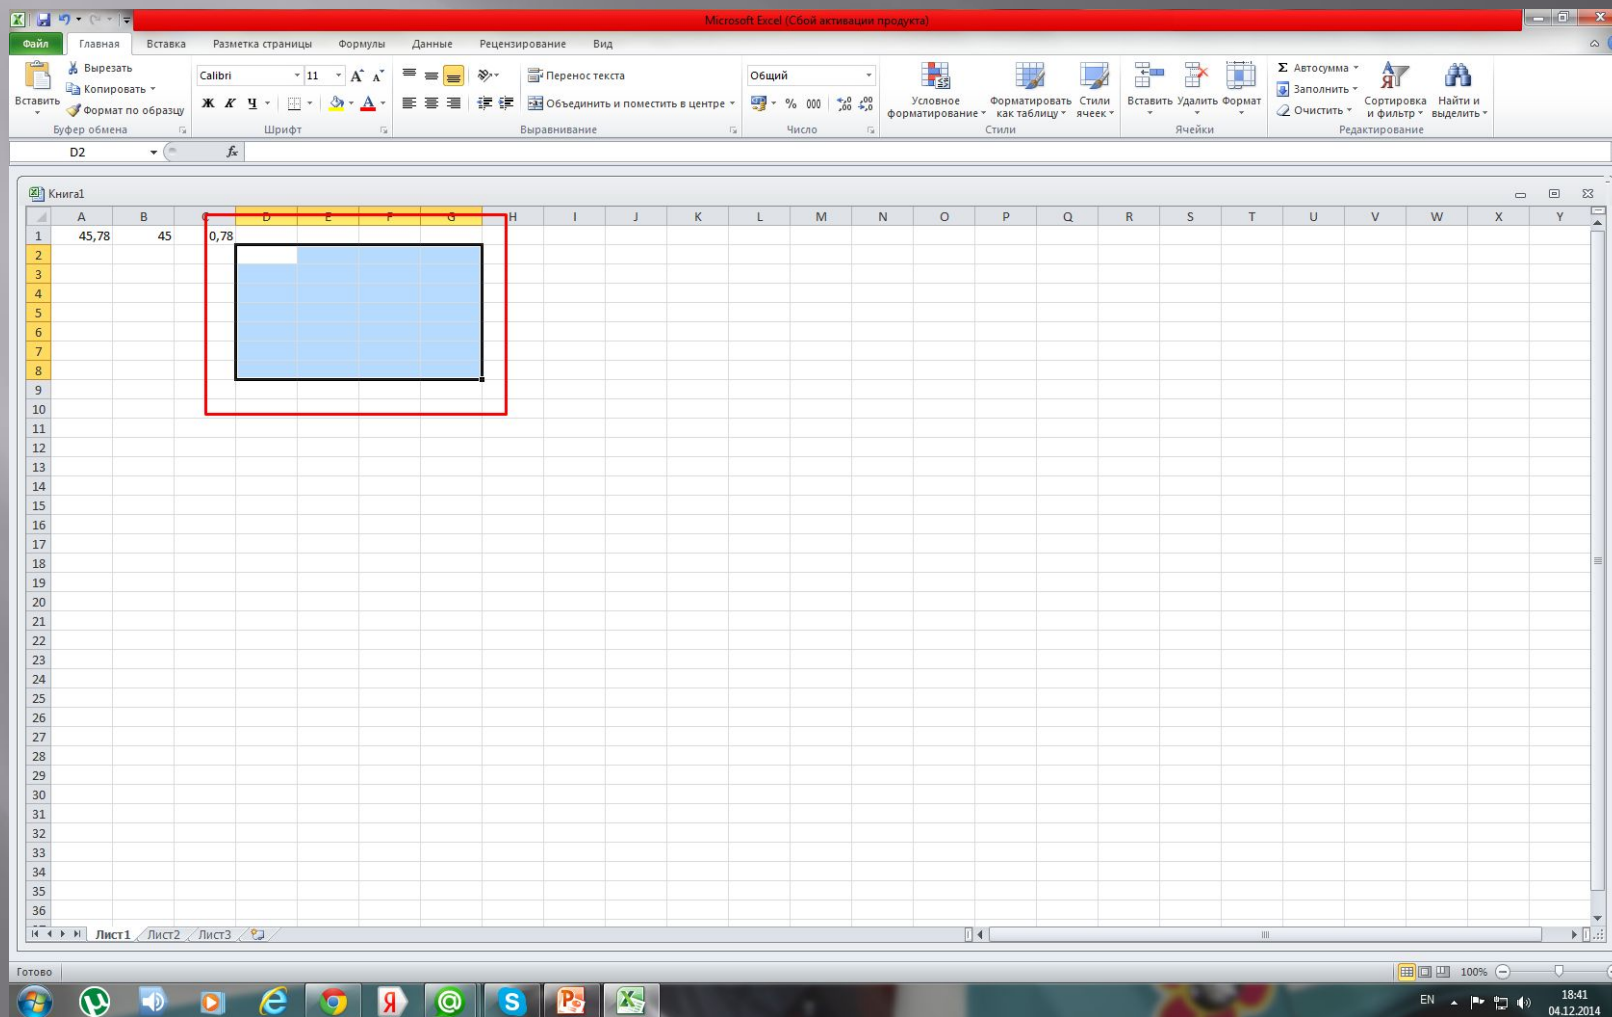 Microsoft Excel (Сбой активации продукта)
Файл Главная Вставка Разметка страницы Формулы Данные Рецензирование Вид
Вставить
Вырезать
Копировать
Формат по образцу
Буфер обмена
Calibri 11
Ж К Ч
Шрифт
Перенос текста
Объединить и поместить в центре
Выравнивание
Общий
% 000
Число
Условное форматирование
Форматировать как таблицу
Стили ячеек
Стили
Вставить Удалить Формат
Ячейки
Σ Автосумма
Заполнить
Очистить
Сортировка и фильтр
Найти и выделить
Редактирование
D2 fx
Книга1
A B C D E F G H I J K L M N O P Q R S T U V W X Y
1 45,78 45 0,78
2
3
4
5
6
7
8
9
10
11
12
13
14
15
16
17
18
19
20
21
22
23
24
25
26
27
28
29
30
31
32
33
34
35
36
Лист1 Лист2 Лист3
Готово 100%
EN 18:41
04.12.2014